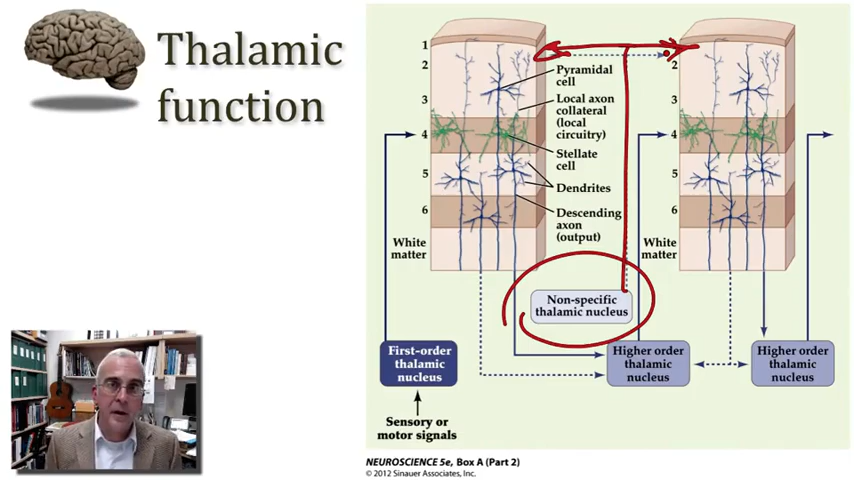 Thalamic
function
1
2
3
4
5
6
White
matter
Pyramidal
cell
Local axon
collateral
(local
circuitry)
Stellate
cell
Dendrites
Descending
axon
(output)
2
3
4
5
6
White
matter
Non-specific
thalamic nucleus
First-order
thalamic
nucleus
Higher order
thalamic
nucleus
Higher order
thalamic
nucleus
Sensory or
motor signals
NEUROSCIENCE 5e, Box A (Part 2)
© 2012 Sinauer Associates, Inc.